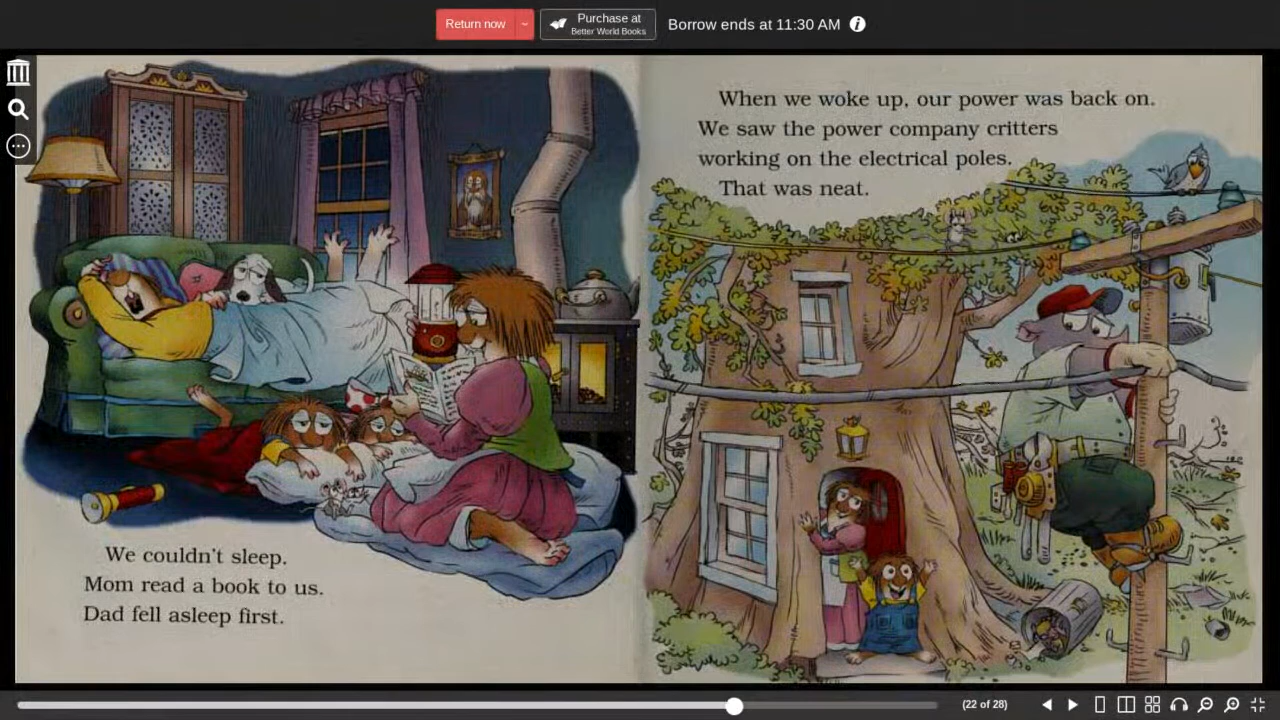 Return now
Purchase at
Better World Books
Borrow ends at 11:30 AM
We couldn't sleep.
Mom read a book to us.
Dad fell asleep first.
When we woke up, our power was back on.
We saw the power company critters
working on the electrical poles.
That was neat.
(22 of 28)